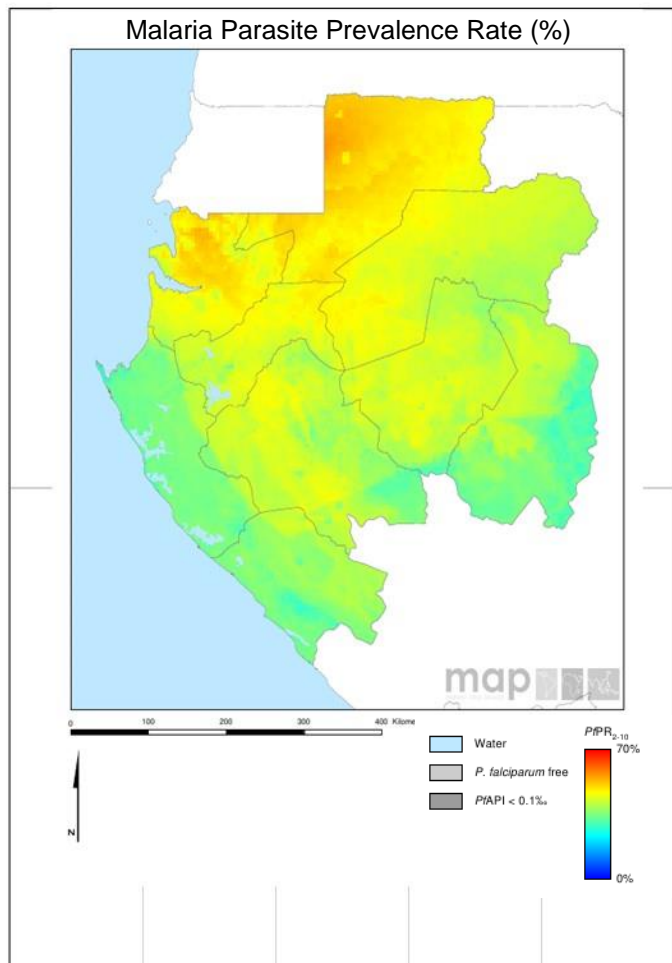 Malaria Parasite Prevalence Rate (%)
map
0 100 200 300 400 Kilome
N
Water
P. falciparum free
PfAPI < 0.1‰
PfPR2-10
70%
0%